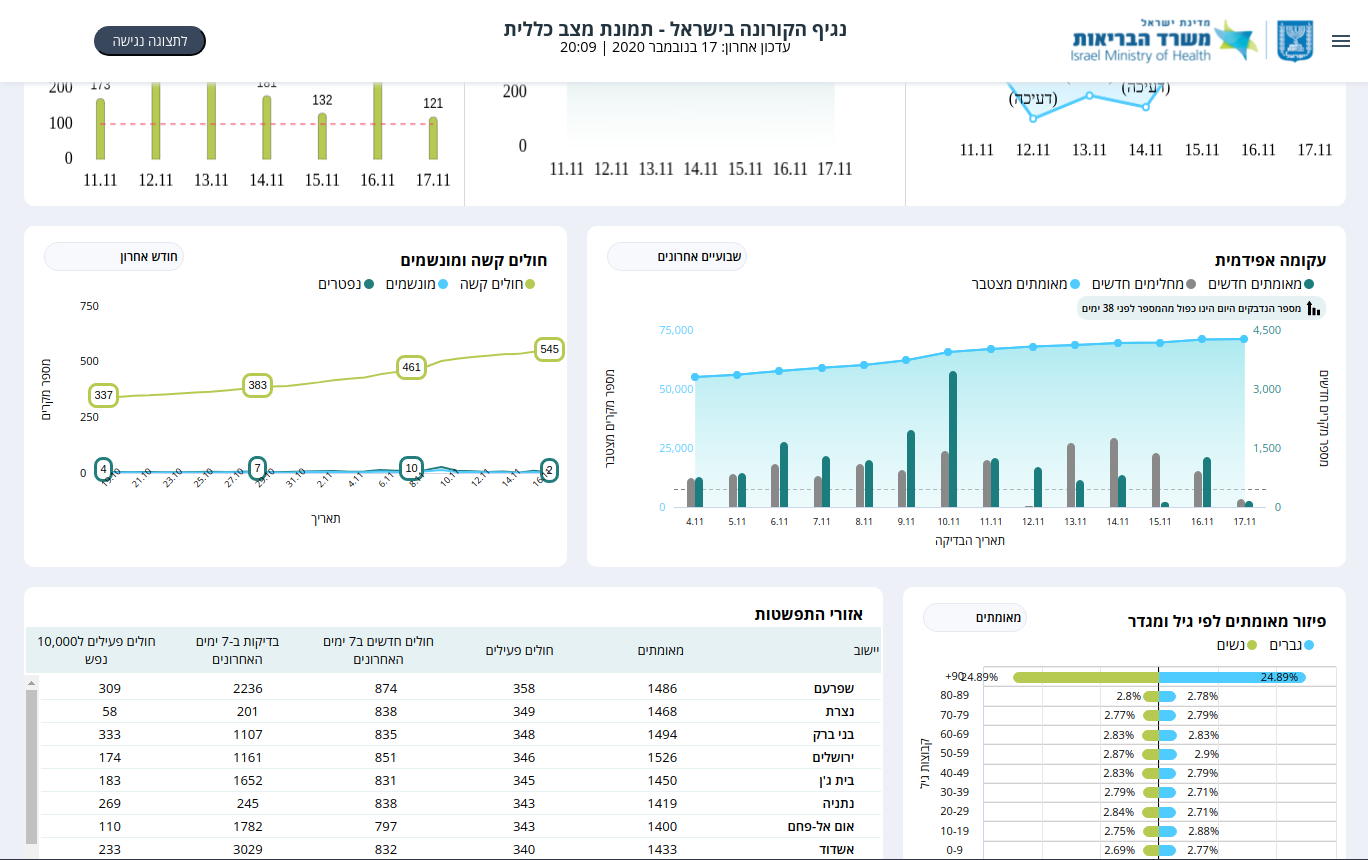 מדינת ישראל
משרד הבריאות
Israel Ministry of Health
נגיף הקורונה בישראל - תמונת מצב כללית
עדכון אחרון: 17 בנובמבר 2020 | 20:09
לתצוגה נגישה
(דעיכה) (דעיכה)
11.11 12.11 13.11 14.11 15.11 16.11 17.11
200
0
11.11 12.11 13.11 14.11 15.11 16.11 17.11
200
100
0
173 181 132 121
11.11 12.11 13.11 14.11 15.11 16.11 17.11
עקומה אפידמית
שבועיים אחרונים
מאומתים חדשים מחלימים חדשים מאומתים מצטבר
מספר הנדבקים היום הינו כפול מהמספר לפני 38 ימים
75,000 4,500
50,000 3,000
25,000 1,500
0 0
מספר מקרים מצטבר
מספר מקרים חדשים
4.11 5.11 6.11 7.11 8.11 9.11 10.11 11.11 12.11 13.11 14.11 15.11 16.11 17.11
תאריך הבדיקה
חולים קשה ומונשמים
חודש אחרון
חולים קשה מונשמים נפטרים
750
500
250
0
מספר מקרים
337 383 461 545
4 7 10 2
21.10 23.10 25.10 27.10 31.10 2.11 4.11 6.11 8.11 10.11 12.11 14.11
תאריך
פיזור מאומתים לפי גיל ומגדר
מאומתים
גברים נשים
קבוצות גיל
90+ 24.89% 24.89%
80-89 2.8% 2.78%
70-79 2.77% 2.79%
60-69 2.83% 2.83%
50-59 2.87% 2.9%
40-49 2.83% 2.79%
30-39 2.79% 2.71%
20-29 2.84% 2.71%
10-19 2.75% 2.88%
0-9 2.69% 2.77%
אזורי התפשטות
יישוב מאומתים חולים פעילים חולים חדשים ב7 ימים האחרונים בדיקות ב-7 ימים האחרונים חולים פעילים ל10,000 נפש
שפרעם 1486 358 874 2236 309
נצרת 1468 349 838 201 58
בני ברק 1494 348 835 1107 333
ירושלים 1526 346 851 1161 174
בית ג'ן 1450 345 831 1652 183
נתניה 1419 343 838 245 269
אום אל-פחם 1400 343 797 1782 110
אשדוד 1433 340 832 3029 233